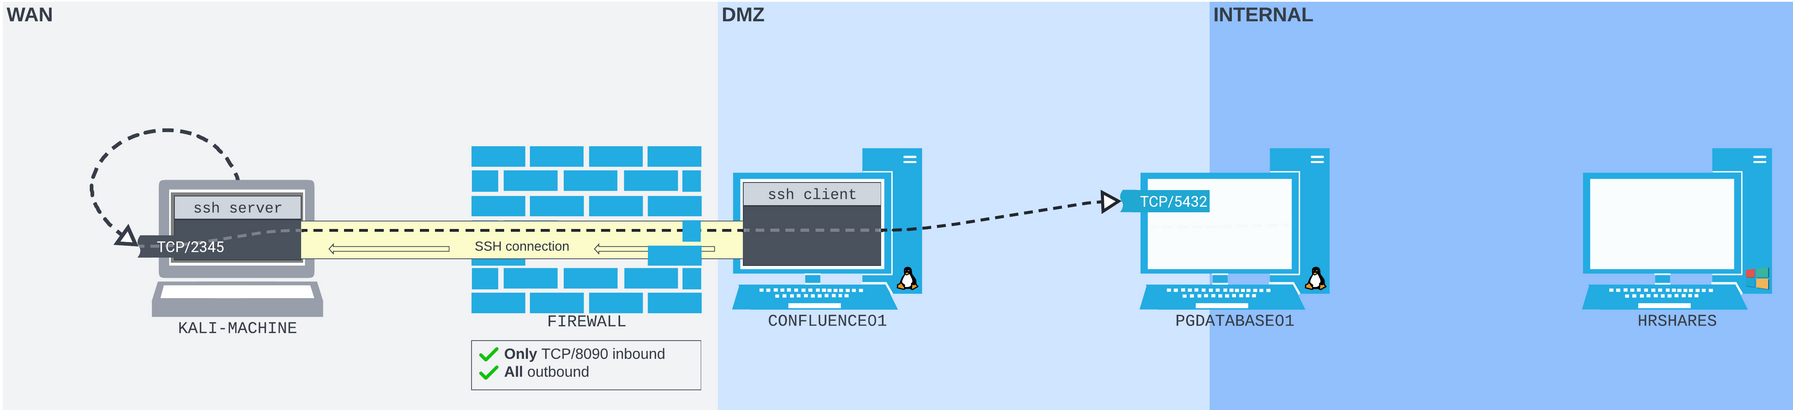 WAN
DMZ
INTERNAL
ssh server
TCP/2345
SSH connection
ssh client
TCP/5432
KALI-MACHINE
FIREWALL
CONFLUENCE01
PGDATABASE01
HRSHARES
Only TCP/8090 inbound
All outbound